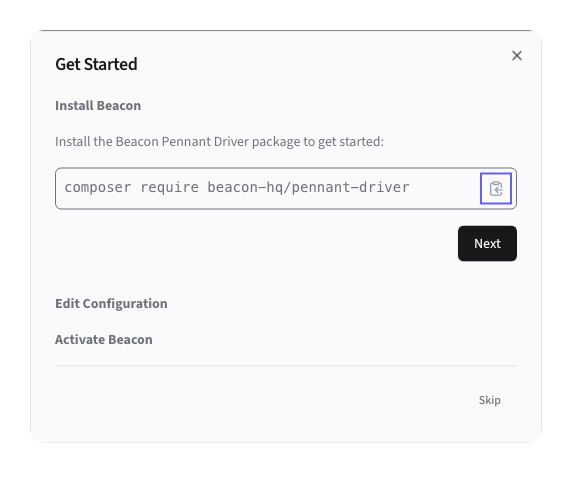 Get Started
Install Beacon
Install the Beacon Pennant Driver package to get started:
composer require beacon-hq/pennant-driver
Next
Edit Configuration
Activate Beacon
Skip